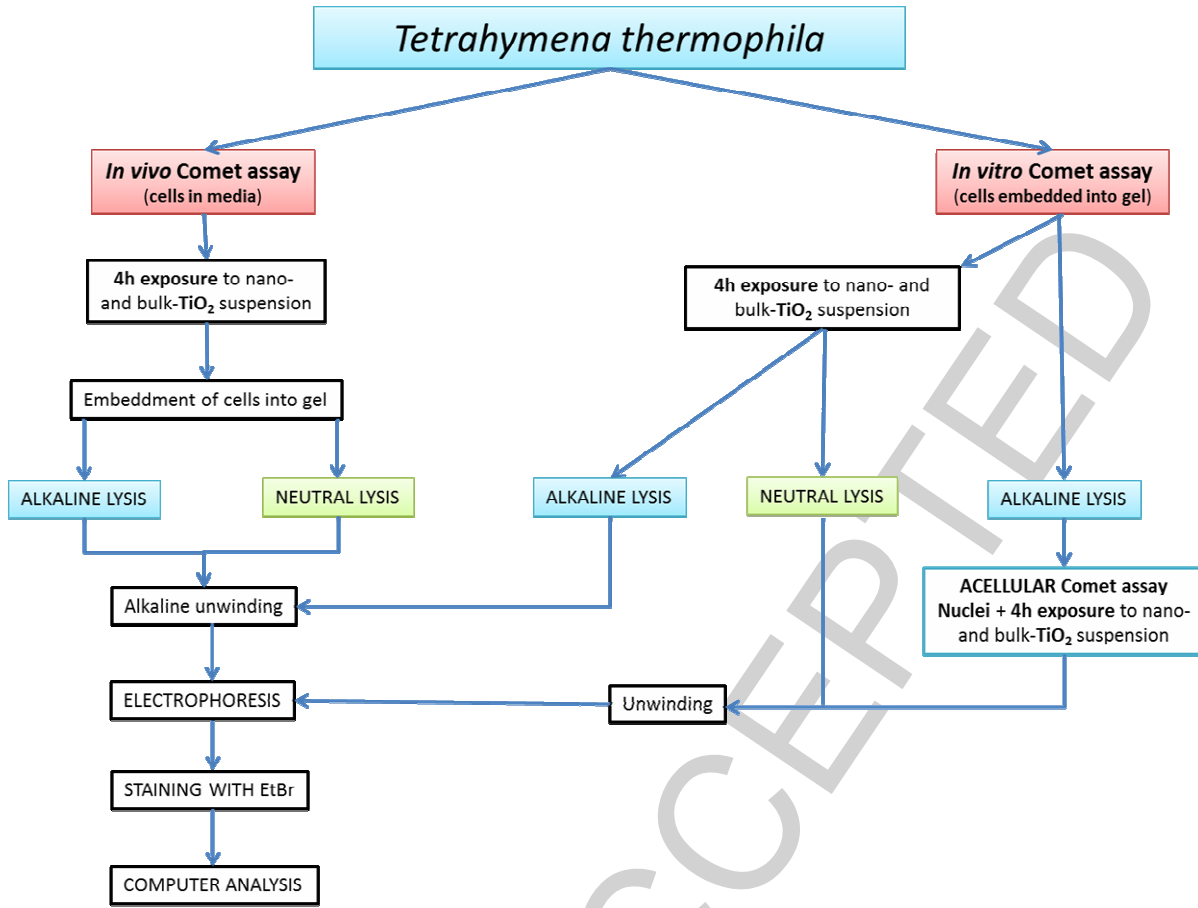 Tetrahymena thermophila
In vivo Comet assay
(cells in media)
In vitro Comet assay
(cells embedded into gel)
4h exposure to nano-
and bulk-TiO₂ suspension
4h exposure to nano- and
bulk-TiO₂ suspension
Embeddment of cells into gel
ALKALINE LYSIS
NEUTRAL LYSIS
ALKALINE LYSIS
NEUTRAL LYSIS
ALKALINE LYSIS
Alkaline unwinding
ACELLULAR Comet assay
Nuclei + 4h exposure to nano-
and bulk-TiO₂ suspension
ELECTROPHORESIS
Unwinding
STAINING WITH EtBr
COMPUTER ANALYSIS
CCEPTED